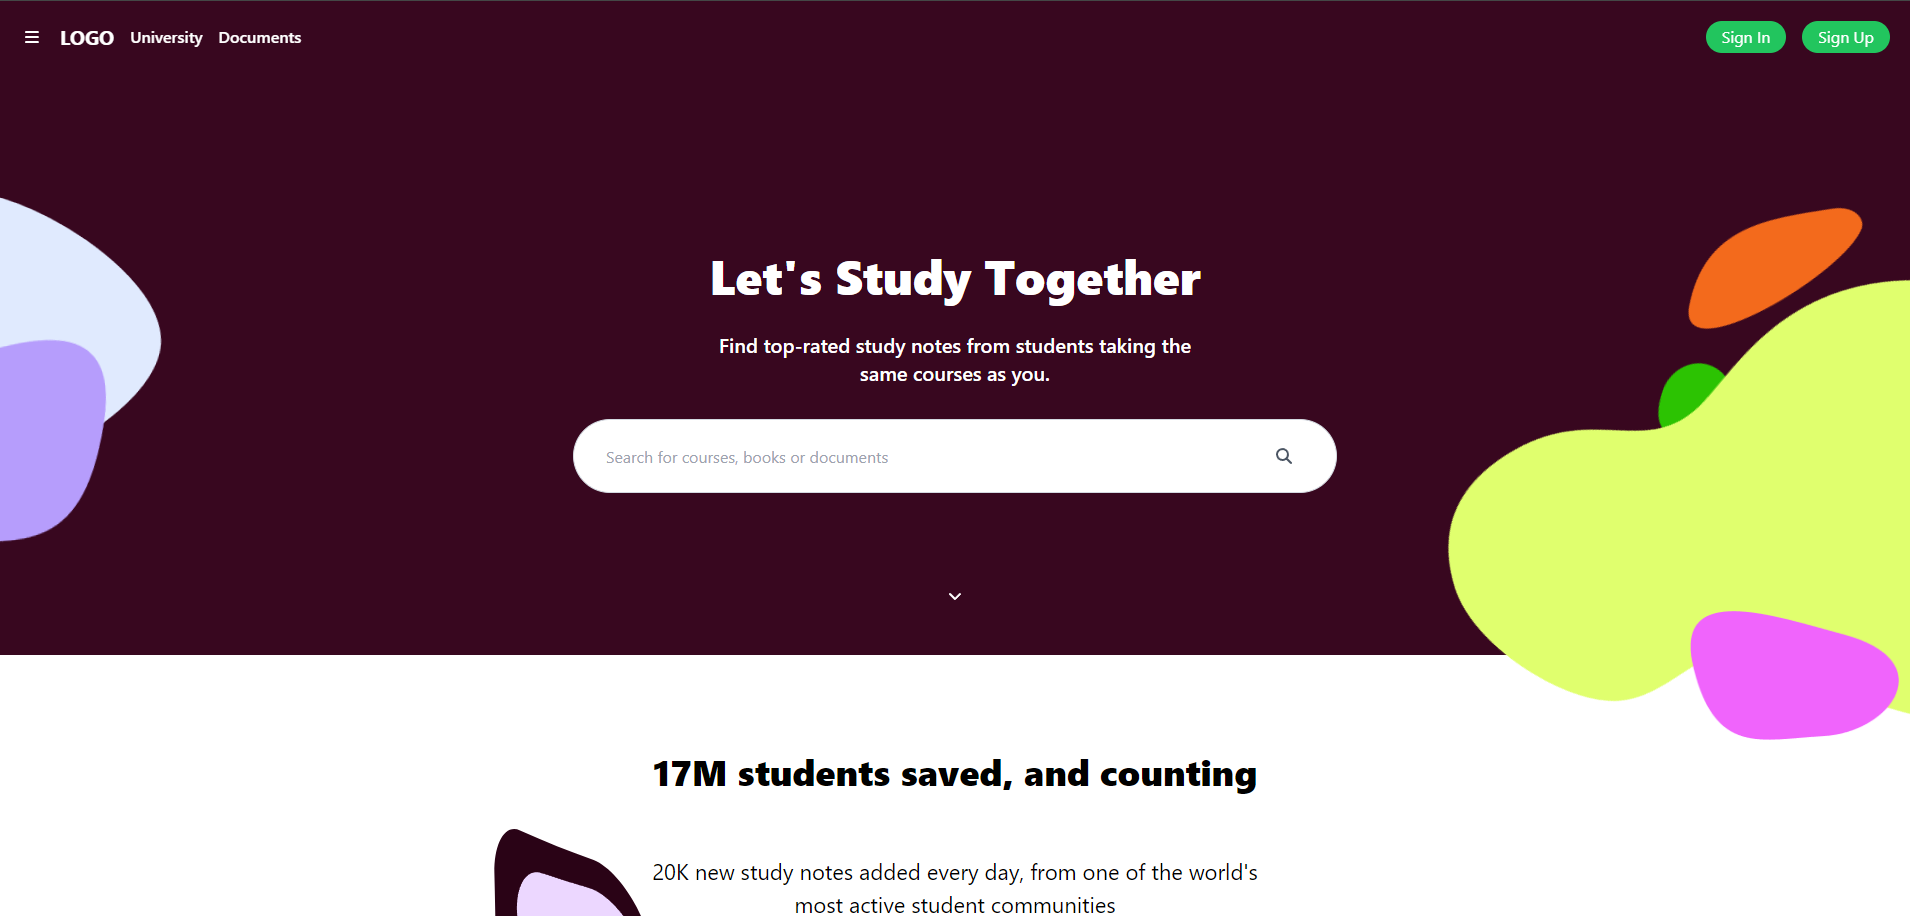 LOGO University Documents Sign In Sign Up
Let's Study Together
Find top-rated study notes from students taking the
same courses as you.
Search for courses, books or documents
17M students saved, and counting
20K new study notes added every day, from one of the world's
most active student communities